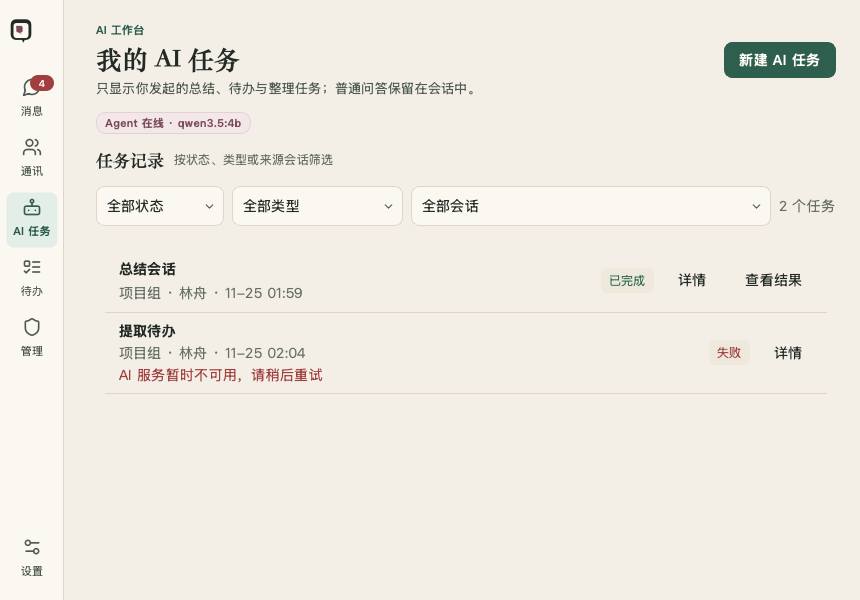 4
消息
通讯
AI 任务
待办
管理
设置
AI 工作台
我的 AI 任务
只显示你发起的总结、待办与整理任务；普通问答保留在会话中。
新建 AI 任务
Agent 在线 · qwen3.5:4b
任务记录 按状态、类型或来源会话筛选
全部状态 全部类型 全部会话 2 个任务
总结会话
项目组 · 林舟 · 11–25 01:59
已完成 详情 查看结果
提取待办
项目组 · 林舟 · 11–25 02:04
AI 服务暂时不可用，请稍后重试
失败 详情